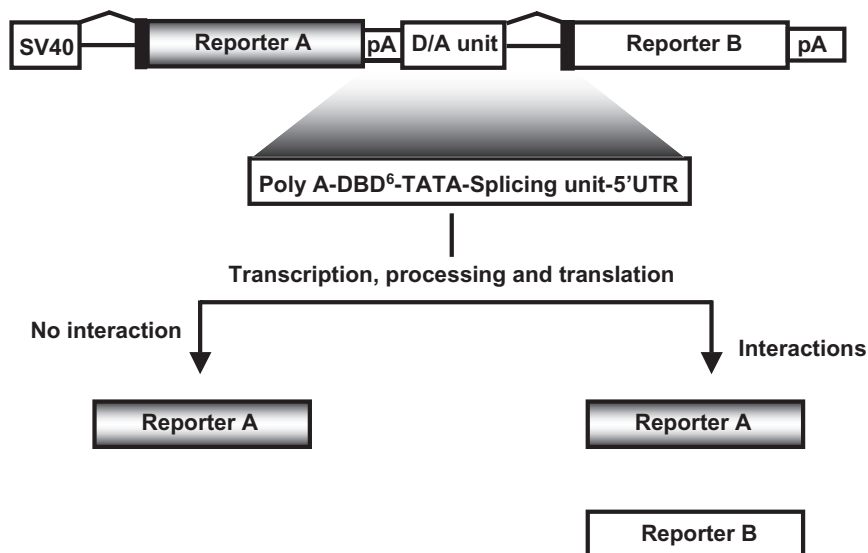 SV40 Reporter A pA D/A unit Reporter B pA
Poly A-DBD⁶-TATA-Splicing unit-5’UTR
Transcription, processing and translation
No interaction
Interactions
Reporter A Reporter A
Reporter B